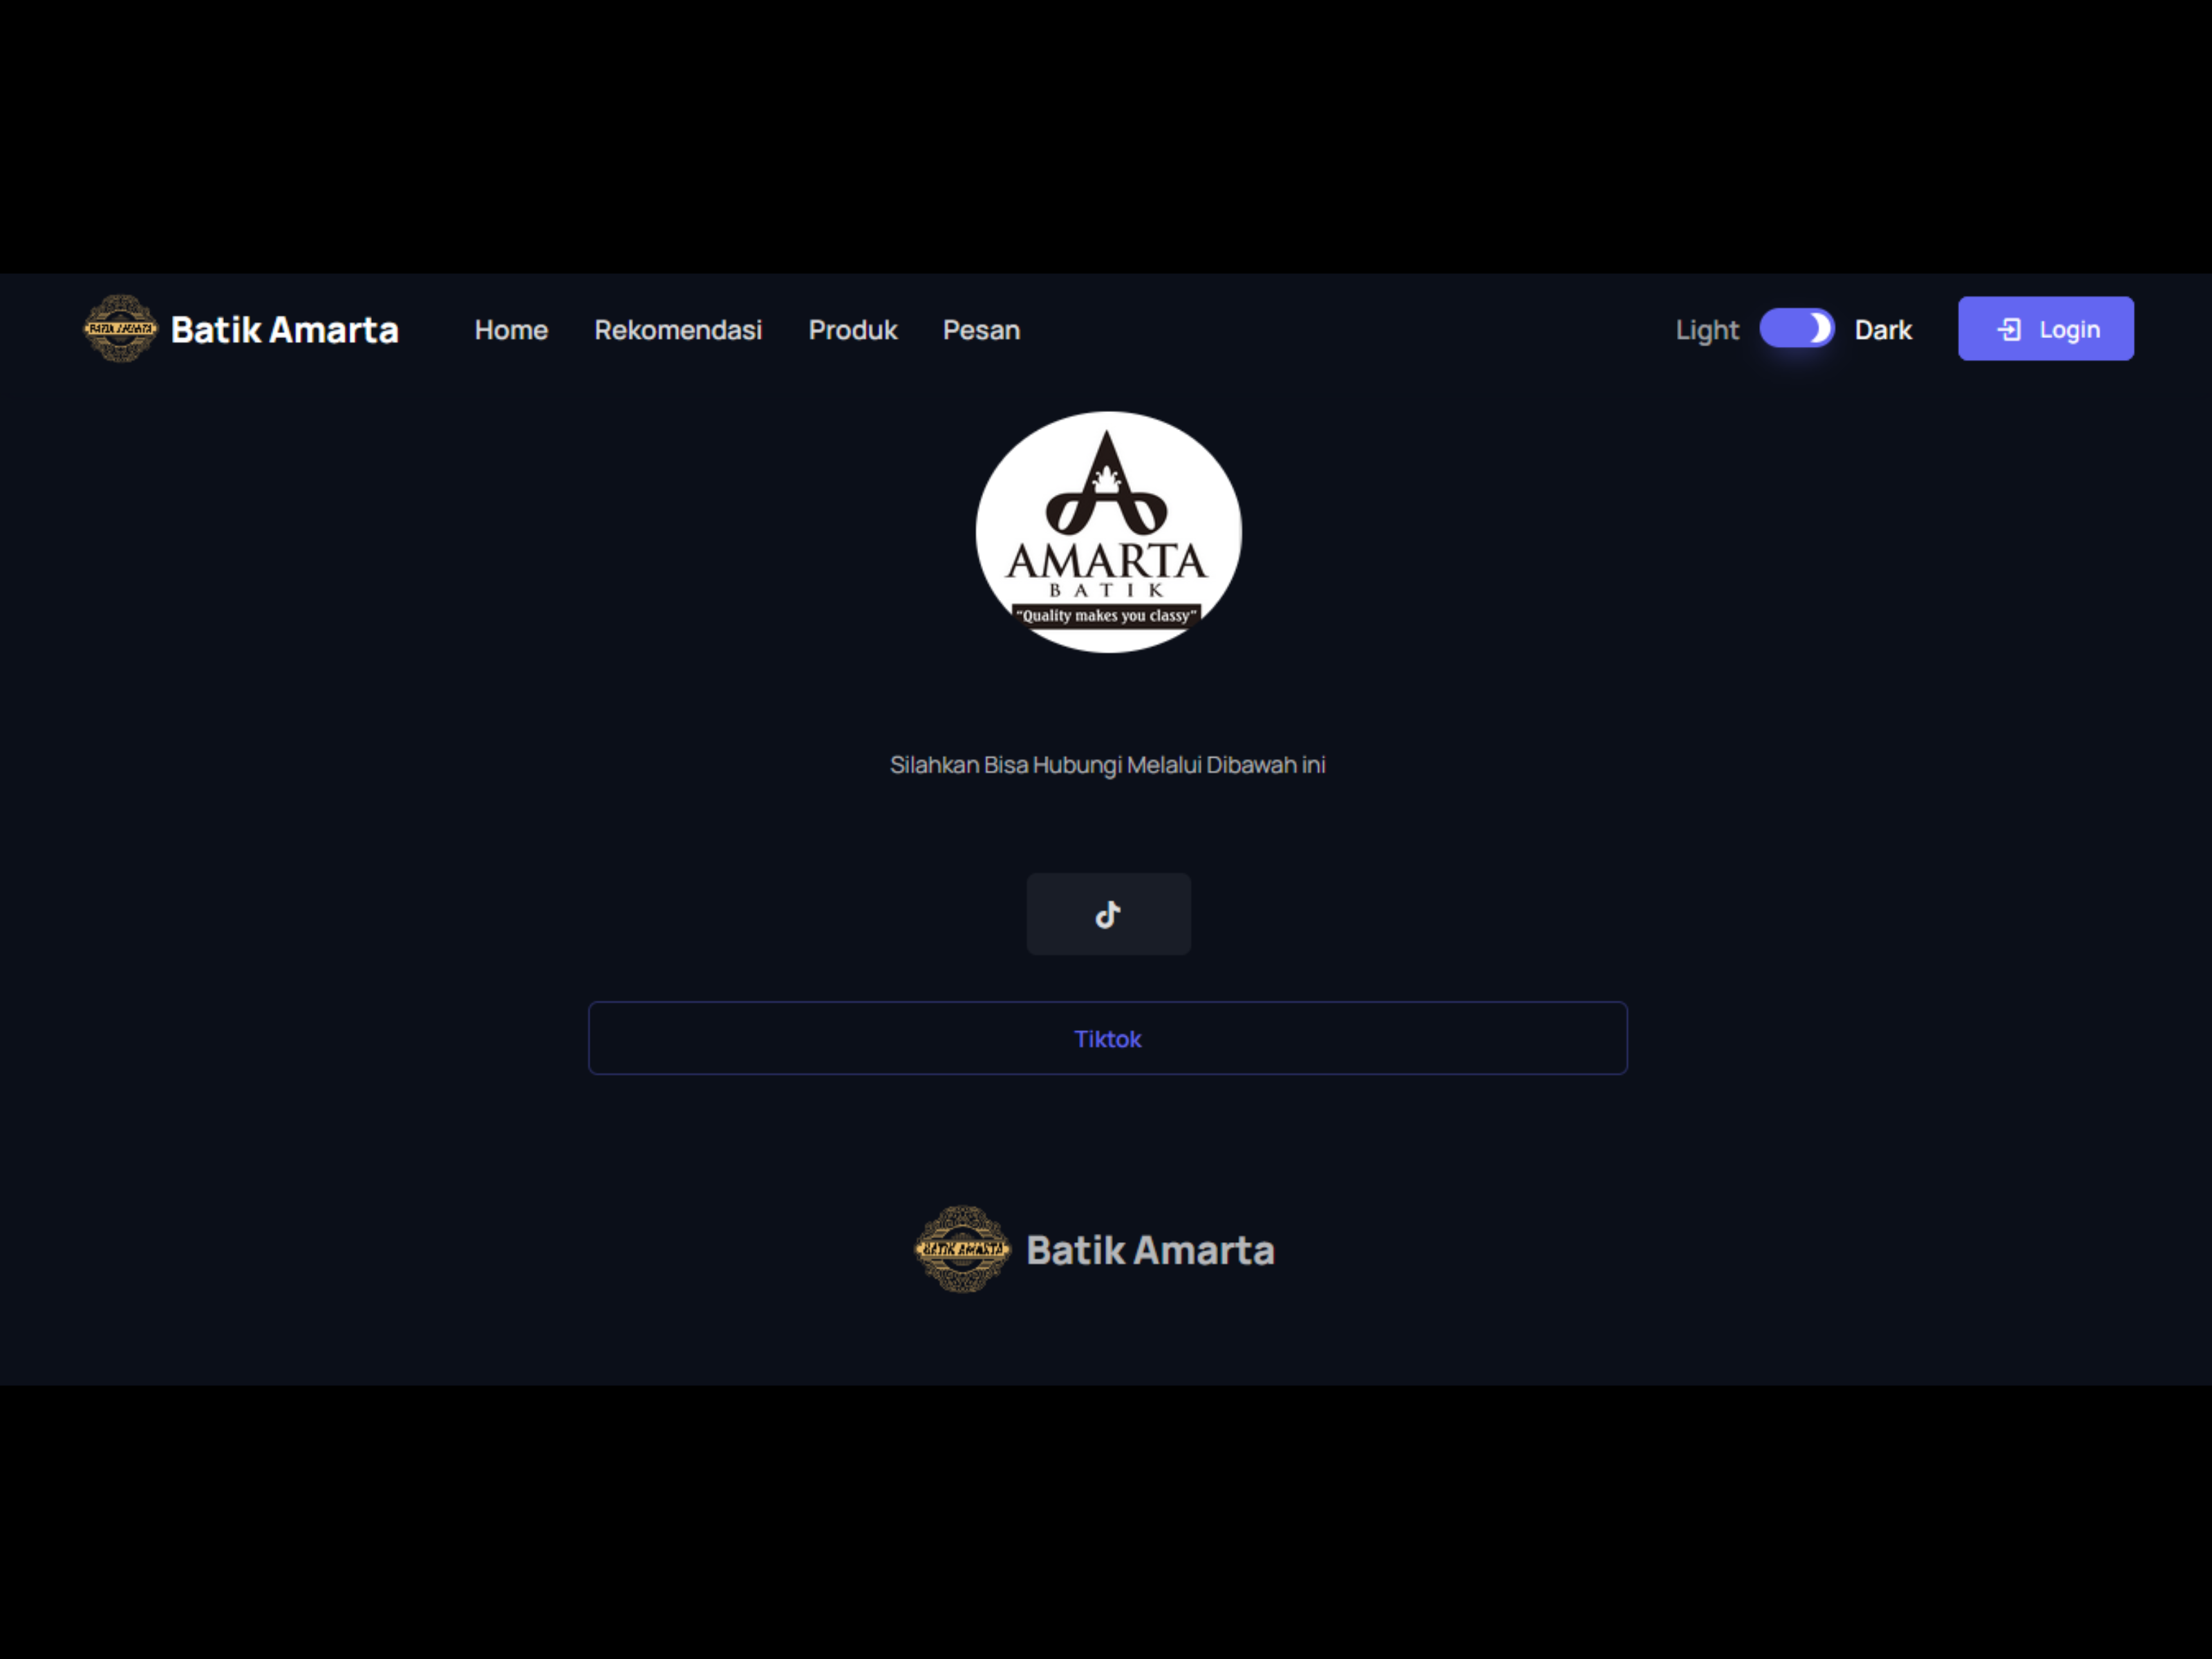 BATIK AMARTA Batik Amarta Home Rekomendasi Produk Pesan Light Dark Login
AMARTA
BATIK
"Quality makes you classy"
Silahkan Bisa Hubungi Melalui Dibawah ini
Tiktok
BATIK AMARTA Batik Amarta